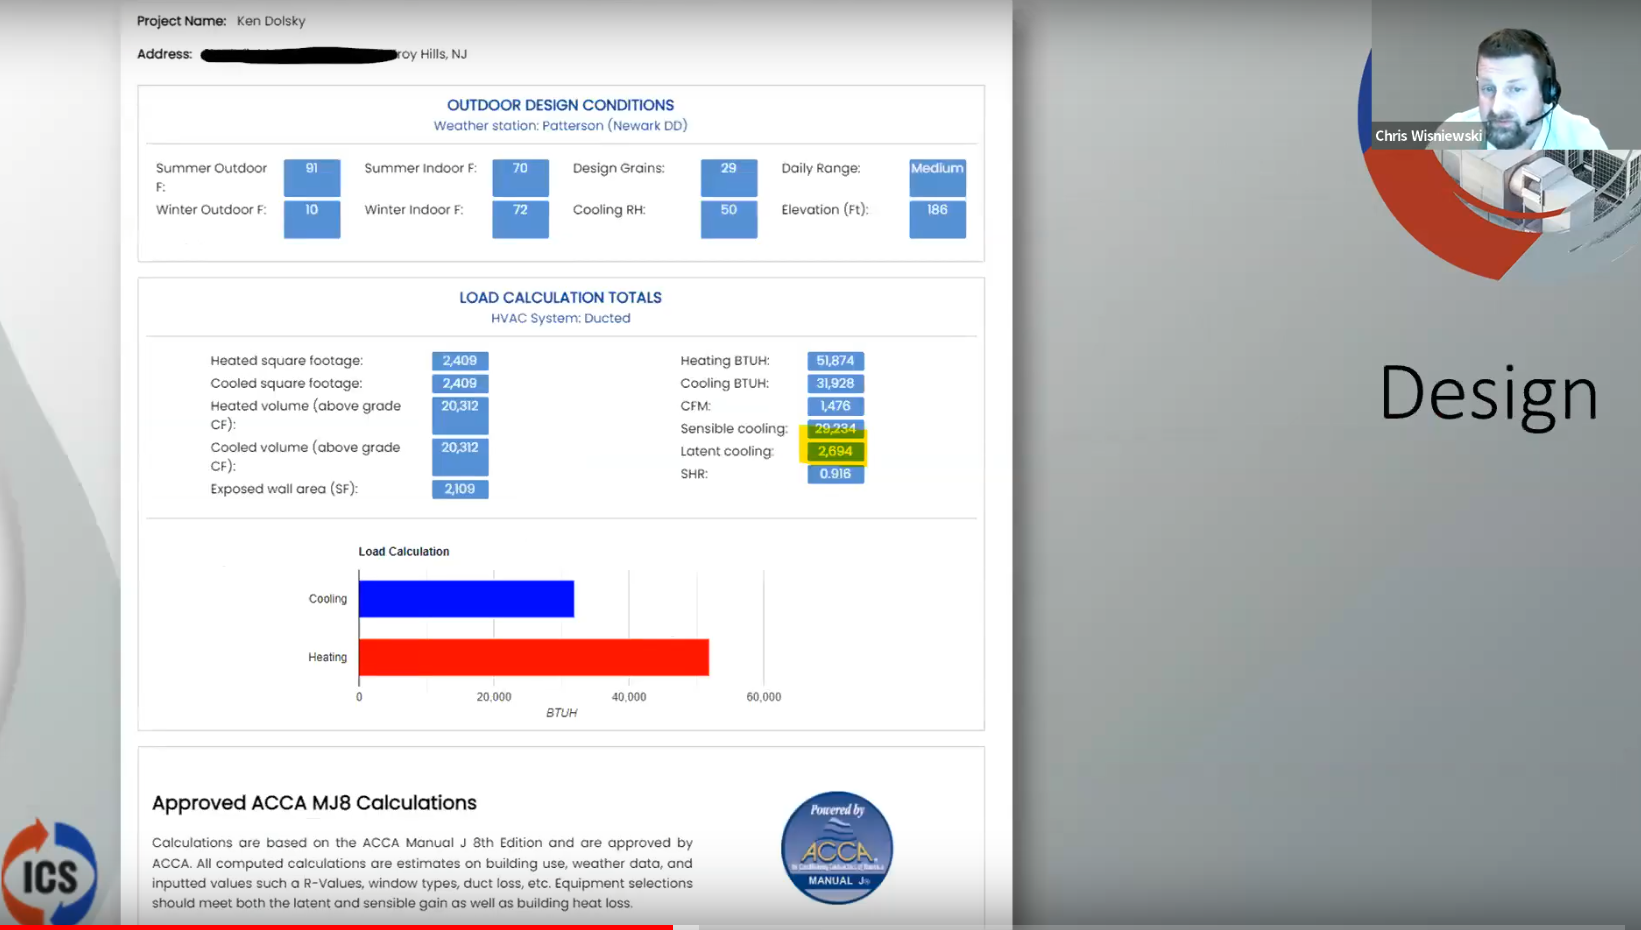 Project Name: Ken Dolsky
Address: roy Hills, NJ
OUTDOOR DESIGN CONDITIONS
Weather station: Patterson (Newark DD)
Summer Outdoor F: 91 Summer Indoor F: 70 Design Grains: 29 Daily Range: Medium
Winter Outdoor F: 10 Winter Indoor F: 72 Cooling RH: 50 Elevation (Ft): 186
LOAD CALCULATION TOTALS
HVAC System: Ducted
Heated square footage: 2,409
Cooled square footage: 2,409
Heated volume (above grade CF): 20,312
Cooled volume (above grade CF): 20,312
Exposed wall area (SF): 2,109
Heating BTUH: 51,874
Cooling BTUH: 31,928
CFM: 1,476
Sensible cooling: 29,234
Latent cooling: 2,694
SHR: 0.916
Load Calculation
Cooling
Heating
0 20,000 40,000 60,000
BTUH
Approved ACCA MJ8 Calculations
Calculations are based on the ACCA Manual J 8th Edition and are approved by
ACCA. All computed calculations are estimates on building use, weather data, and
inputted values such a R-Values, window types, duct loss, etc. Equipment selections
should meet both the latent and sensible gain as well as building heat loss.
Powered by
ACCA
MANUAL J®
ICS
Chris Wisniewski
Design